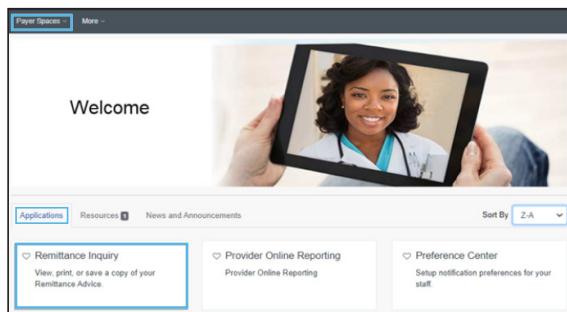 Payer Spaces More
Welcome
Applications Resources 1 News and Announcements Sort By Z-A
Remittance Inquiry
View, print, or save a copy of your
Remittance Advice.
Provider Online Reporting
Provider Online Reporting
Preference Center
Setup notification preferences for your
staff.